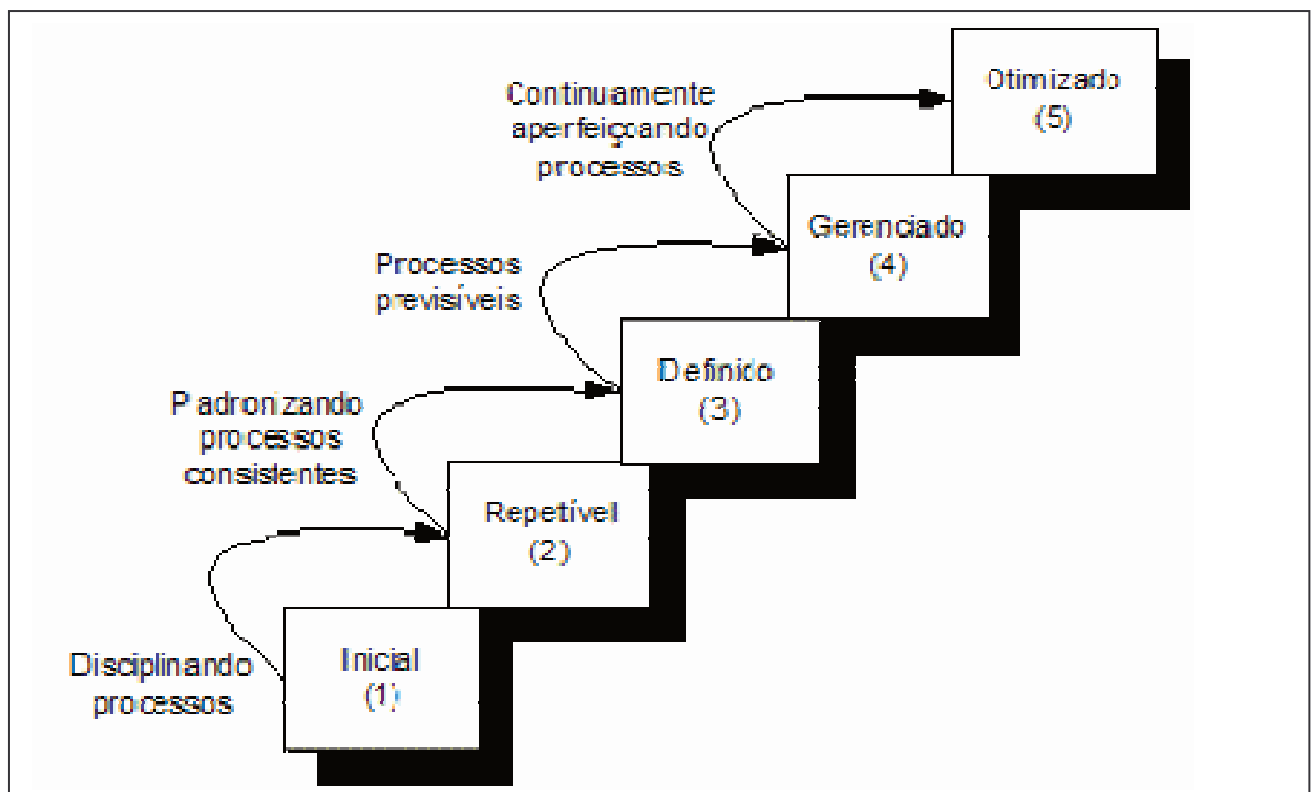 Otimizado
(5)
Continuamente
aperfeiçoando
processos
Gerenciado
(4)
Processos
previsíveis
Definido
(3)
Padronizando
processos
consistentes
Repetível
(2)
Disciplinando
processos
Inicial
(1)